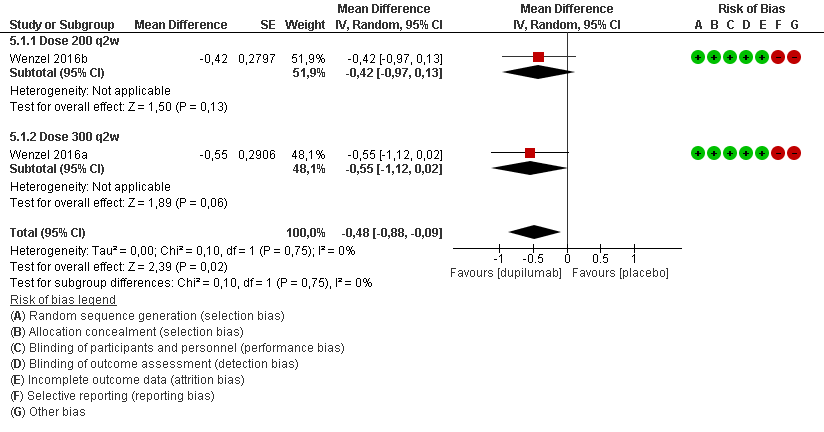 Mean Difference Mean Difference Risk of Bias
Study or Subgroup Mean Difference SE Weight IV, Random, 95% CI IV, Random, 95% CI A B C D E F G
5.1.1 Dose 200 q2w
Wenzel 2016b -0,42 0,2797 51,9% -0,42 [-0,97, 0,13] + + + + + - -
Subtotal (95% CI) 51,9% -0,42 [-0,97, 0,13]
Heterogeneity: Not applicable
Test for overall effect: Z = 1,50 (P = 0,13)
5.1.2 Dose 300 q2w
Wenzel 2016a -0,55 0,2906 48,1% -0,55 [-1,12, 0,02] + + + + + - -
Subtotal (95% CI) 48,1% -0,55 [-1,12, 0,02]
Heterogeneity: Not applicable
Test for overall effect: Z = 1,89 (P = 0,06)
Total (95% CI) 100,0% -0,48 [-0,88, -0,09]
Heterogeneity: Tau² = 0,00; Chi² = 0,10, df = 1 (P = 0,75); I² = 0%
Test for overall effect: Z = 2,39 (P = 0,02)
Test for subgroup differences: Chi² = 0,10, df = 1 (P = 0,75), I² = 0%
-1 -0.5 0 0.5 1
Favours [dupilumab] Favours [placebo]
Risk of bias legend
(A) Random sequence generation (selection bias)
(B) Allocation concealment (selection bias)
(C) Blinding of participants and personnel (performance bias)
(D) Blinding of outcome assessment (detection bias)
(E) Incomplete outcome data (attrition bias)
(F) Selective reporting (reporting bias)
(G) Other bias